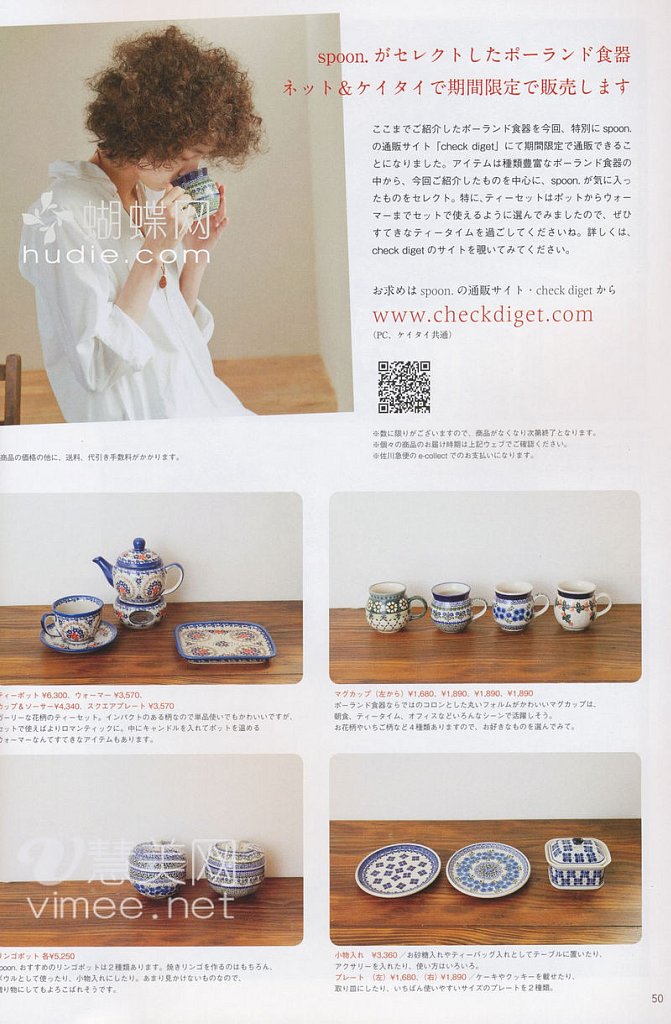 spoon. がセレクトしたポーランド食器
ネット＆ケイタイで期間限定で販売します
ここまでご紹介したポーランド食器を今回、特別に spoon.
の通販サイト「check diget」にて期間限定で通販できるこ
とになりました。アイテムは種類豊富なポーランド食器の
中から、今回ご紹介したものを中心に、spoon. が気に入っ
たものをセレクト。特に、ティーセットはポットからウォー
マーまでセットで使えるように選んでみましたので、ぜひ
すてきなティータイムを過ごしてくださいね。詳しくは、
check diget のサイトを覗いてみてください。
お求めは spoon. の通販サイト・check diget から
www.checkdiget.com
（PC、ケイタイ共通）
※数に限りがございますので、商品がなくなり次第終了となります。
※個々の商品のお届け時期は上記ウェブでご確認ください。
※佐川急便の e-collect でのお支払いになります。
商品の価格の他に、送料、代引き手数料がかかります。
蝴蝶网
hudie.com
ティーポット ¥6,300、ウォーマー ¥3,570、
カップ＆ソーサー¥4,340、スクエアプレート ¥3,570
ガーリーな花柄のティーセット。インパクトのある柄なので単品使いでもかわいいですが、
セットで使えばよりロマンティックに。中にキャンドルを入れてポットを温める
ウォーマーなんてすてきなアイテムもあります。
マグカップ（左から）¥1,680、¥1,890、¥1,890、¥1,890
ポーランド食器ならではのコロンとした丸いフォルムがかわいいマグカップは、
朝食、ティータイム、オフィスなどいろんなシーンで活躍しそう。
お花柄やいちご柄など4種類ありますので、お好きなものを選んでみて。
慧美网
vimee.net
リンゴポット 各¥5,250
spoon. おすすめのリンゴポットは2種類あります。焼きリンゴを作るのはもちろん、
ボウルとして使ったり、小物入れにしたり。あまり見かけないものなので、
贈り物にしてもよろこばれそうです。
小物入れ ¥3,360／お砂糖入れやティーバッグ入れとしてテーブルに置いたり、
アクサリーを入れたり、使い方はいろいろ。
プレート（左）¥1,680、（右）¥1,890／ケーキやクッキーを載せたり、
取り皿にしたり、いちばん使いやすいサイズのプレートを2種類。
50